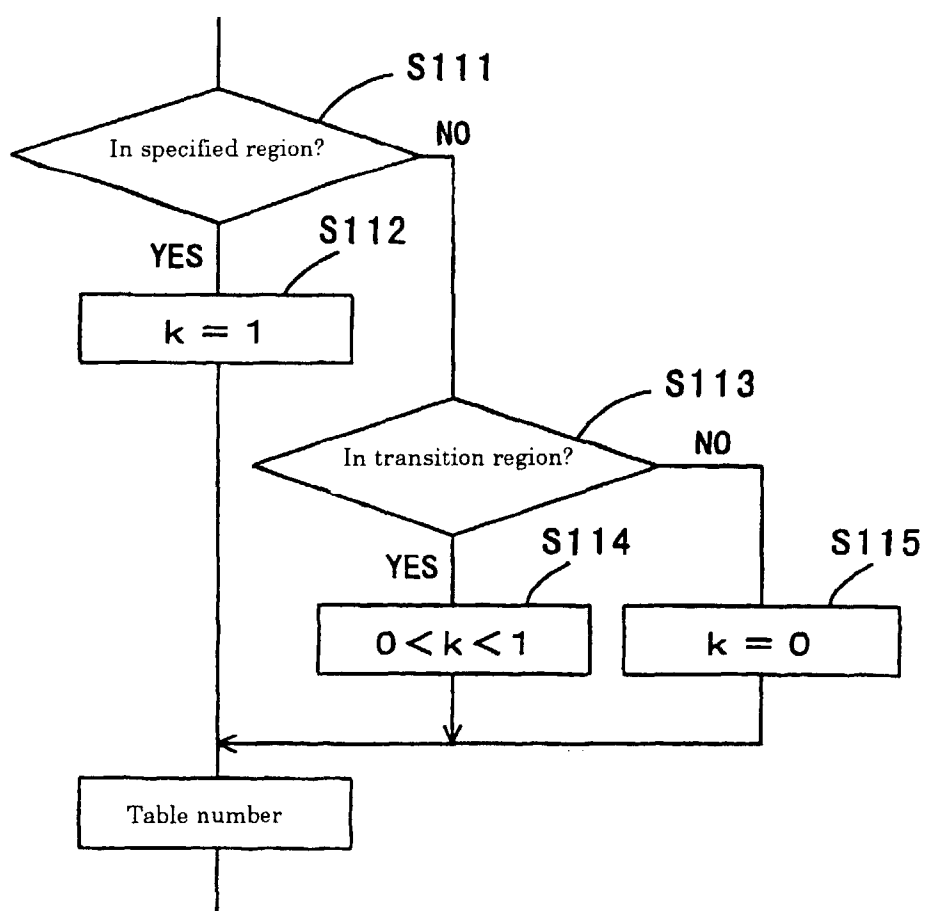 S111
In specified region?
NO
YES
S112
k = 1
S113
In transition region?
NO
YES
S114
S115
0<k<1
k = 0
Table number